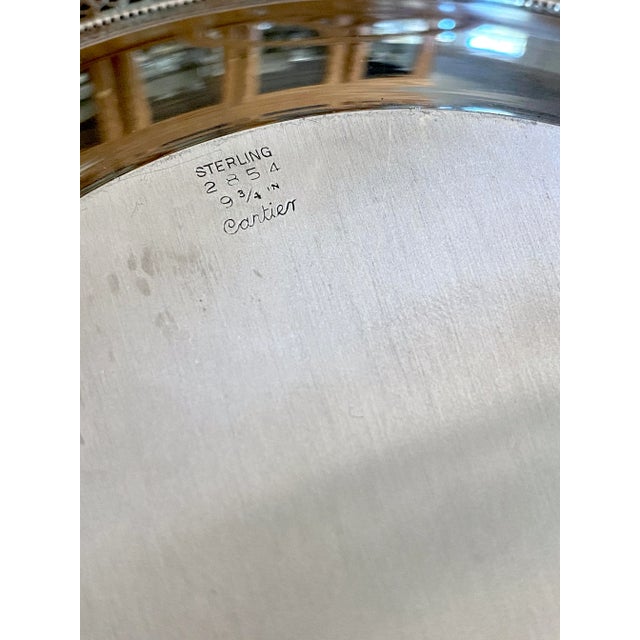 STERLING
2854
9 3/4 IN
Cartier